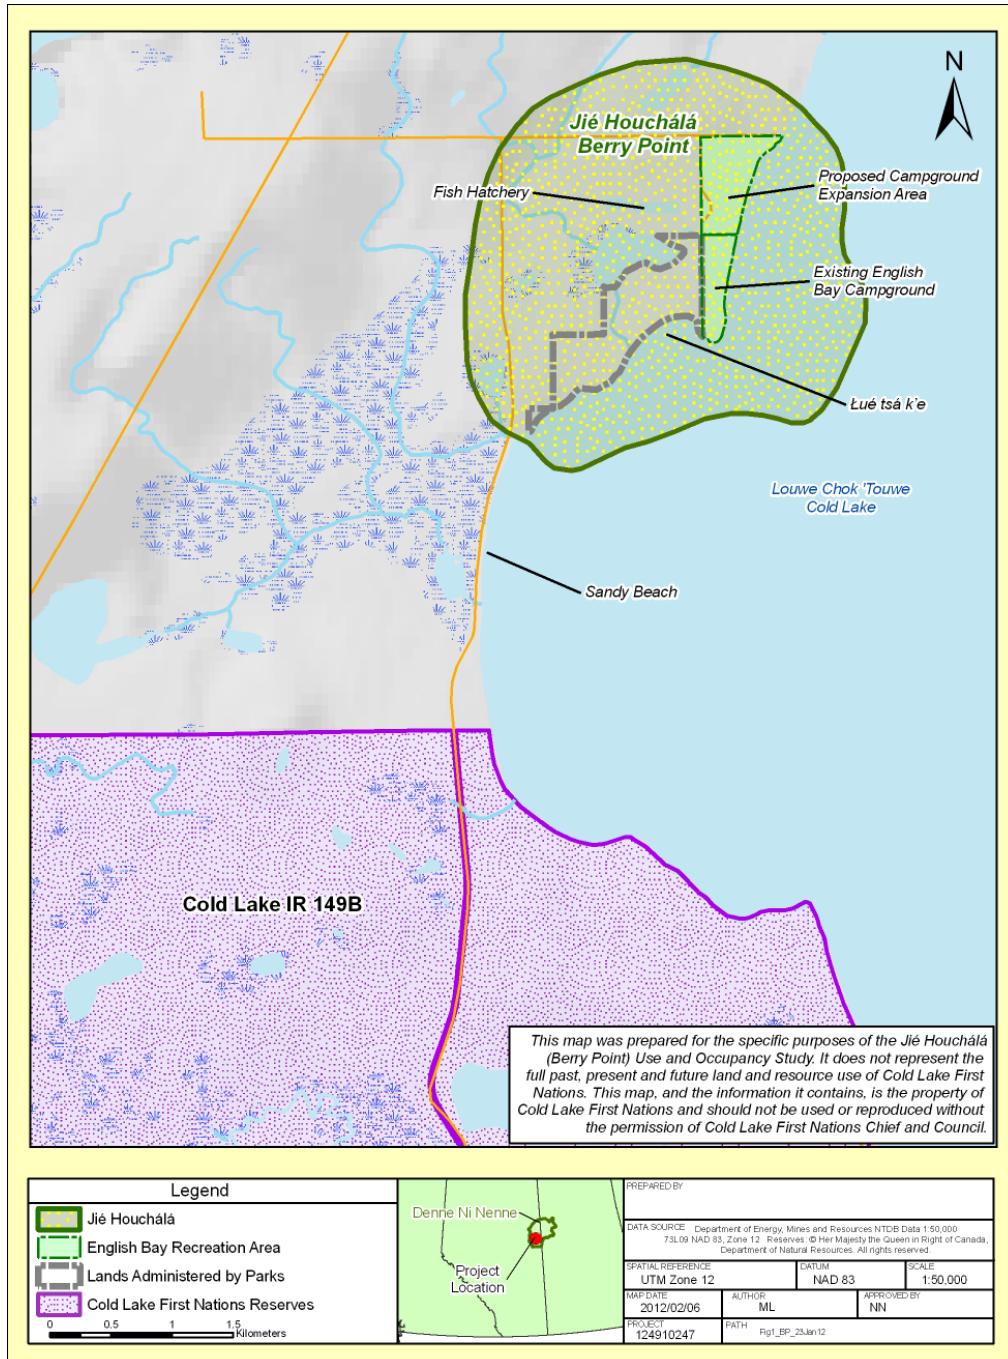 N
Jié Houchálá
Berry Point
Fish Hatchery
Proposed Campground
Expansion Area
Existing English
Bay Campground
Łué tsá k'e
Louwe Chok 'Touwe
Cold Lake
Sandy Beach
Cold Lake IR 149B
This map was prepared for the specific purposes of the Jié Houchálá
(Berry Point) Use and Occupancy Study. It does not represent the
full past, present and future land and resource use of Cold Lake First
Nations. This map, and the information it contains, is the property of
Cold Lake First Nations and should not be used or reproduced without
the permission of Cold Lake First Nations Chief and Council.
Legend
Jié Houchálá
English Bay Recreation Area
Lands Administered by Parks
Cold Lake First Nations Reserves
0 0.5 1 1.5
Kilometers
Denne Ni Nenne
Project
Location
PREPARED BY
DATA SOURCE Department of Energy, Mines and Resources NTDB Data 1:50,000
73L09 NAD 83, Zone 12 Reserves: © Her Majesty the Queen in Right of Canada,
Department of Natural Resources. All rights reserved.
SPATIAL REFERENCE DATUM SCALE
UTM Zone 12 NAD 83 1:50,000
MAP DATE AUTHOR APPROVED BY
2012/02/06 ML NN
PROJECT PATH
124910247 Fig1_BP_23Jan12